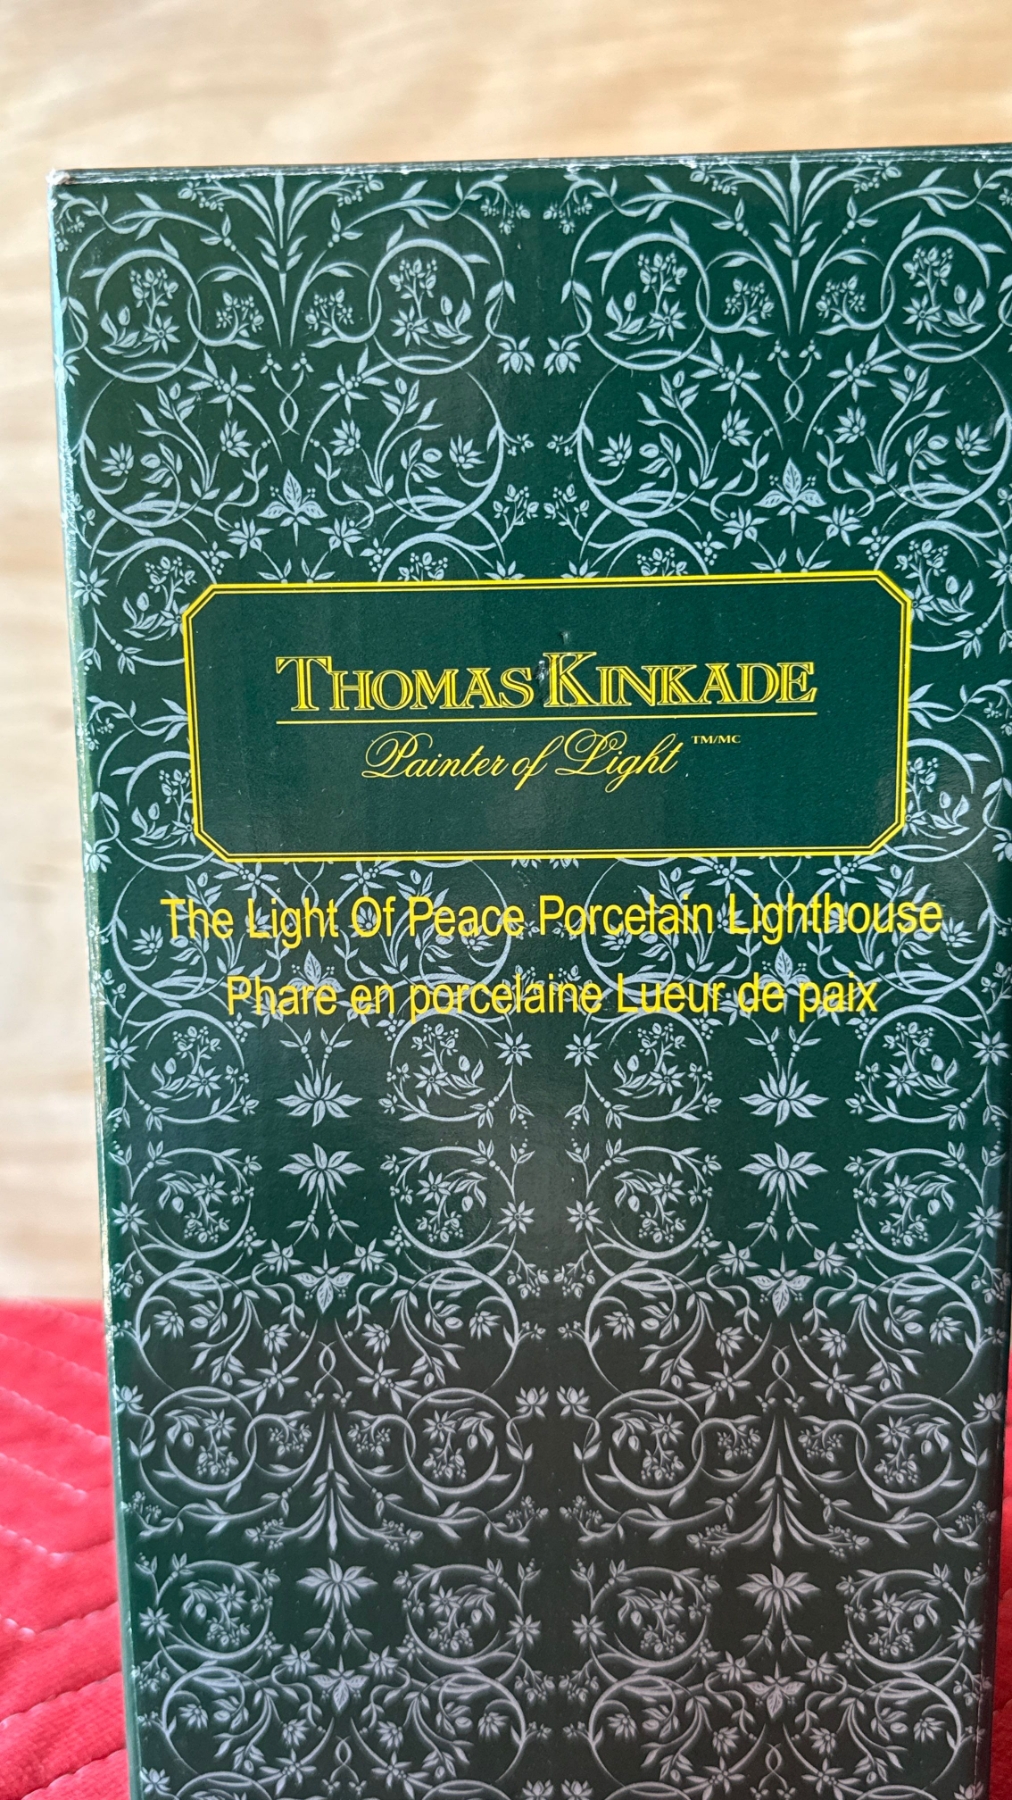 THOMAS KINKADE
Painter of Light TM/MC
The Light Of Peace Porcelain Lighthouse
Phare en porcelaine Lueur de paix